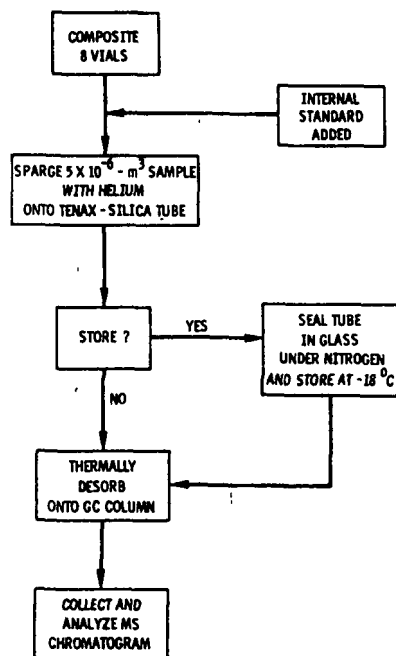 COMPOSITE
8 VIALS
INTERNAL
STANDARD
ADDED
SPARGE 5 X 10⁻⁶ - m³ SAMPLE
WITH HELIUM
ONTO TENAX - SILICA TUBE
STORE ?
YES
SEAL TUBE
IN GLASS
UNDER NITROGEN
AND STORE AT -18 ⁰C
NO
THERMALLY
DESORB
ONTO GC COLUMN
COLLECT AND
ANALYZE MS
CHROMATOGRAM